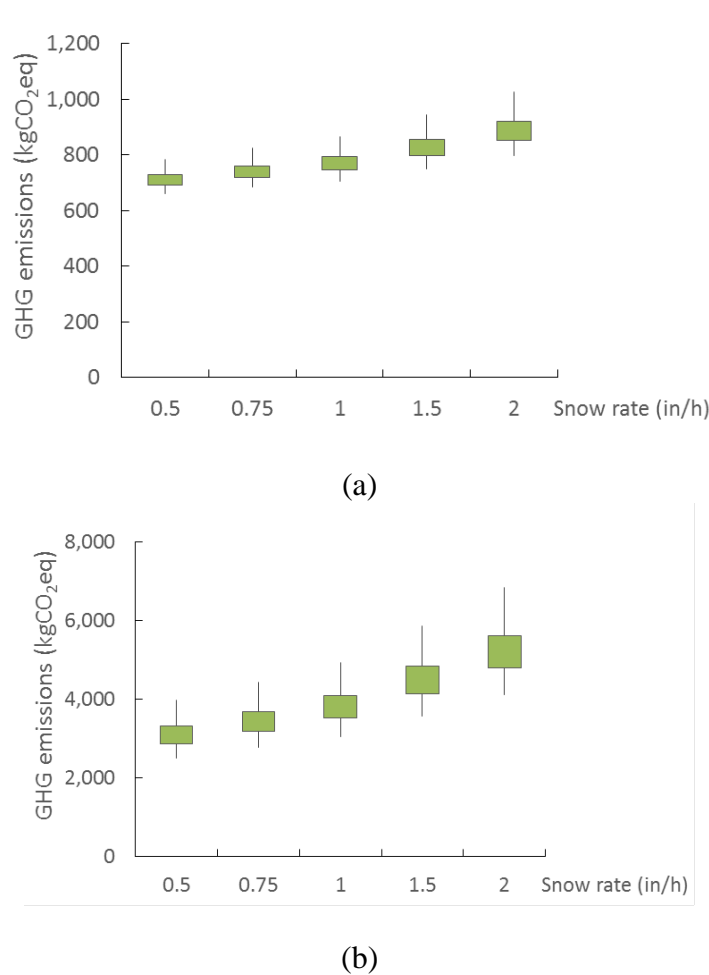 GHG emissions (kgCO₂eq)
1,200
1,000
800
600
400
200
0
0.5 0.75 1 1.5 2 Snow rate (in/h)
(a)
GHG emissions (kgCO₂eq)
8,000
6,000
4,000
2,000
0
0.5 0.75 1 1.5 2 Snow rate (in/h)
(b)